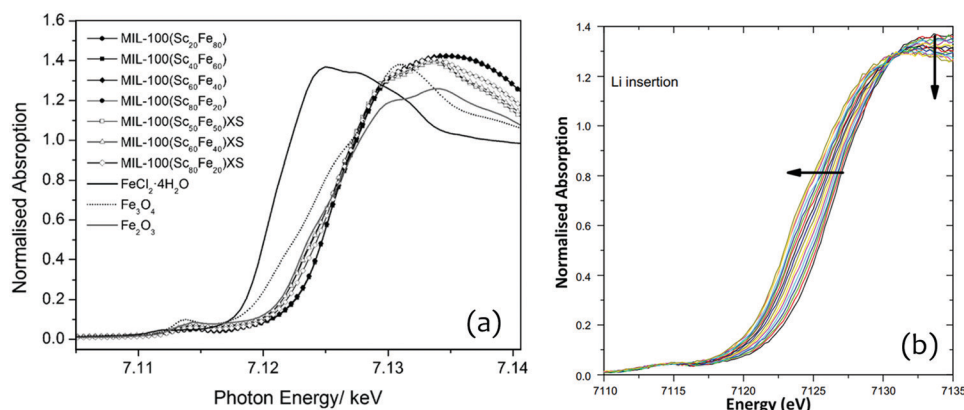 1.6
1.4
1.2
1.0
0.8
0.6
0.4
0.2
0.0
Normalised Absroption
MIL-100(Sc₂₀Fe₈₀)
MIL-100(Sc₄₀Fe₆₀)
MIL-100(Sc₆₀Fe₄₀)
MIL-100(Sc₈₀Fe₂₀)
MIL-100(Sc₅₀Fe₅₀)XS
MIL-100(Sc₆₀Fe₄₀)XS
MIL-100(Sc₈₀Fe₂₀)XS
FeCl₂·4H₂O
Fe₃O₄
Fe₂O₃
(a)
7.11 7.12 7.13 7.14
Photon Energy/ keV
1.4
1.2
1.0
0.8
0.6
0.4
0.2
0.0
Normalised Absorption
Li insertion
(b)
7110 7115 7120 7125 7130 7135
Energy (eV)